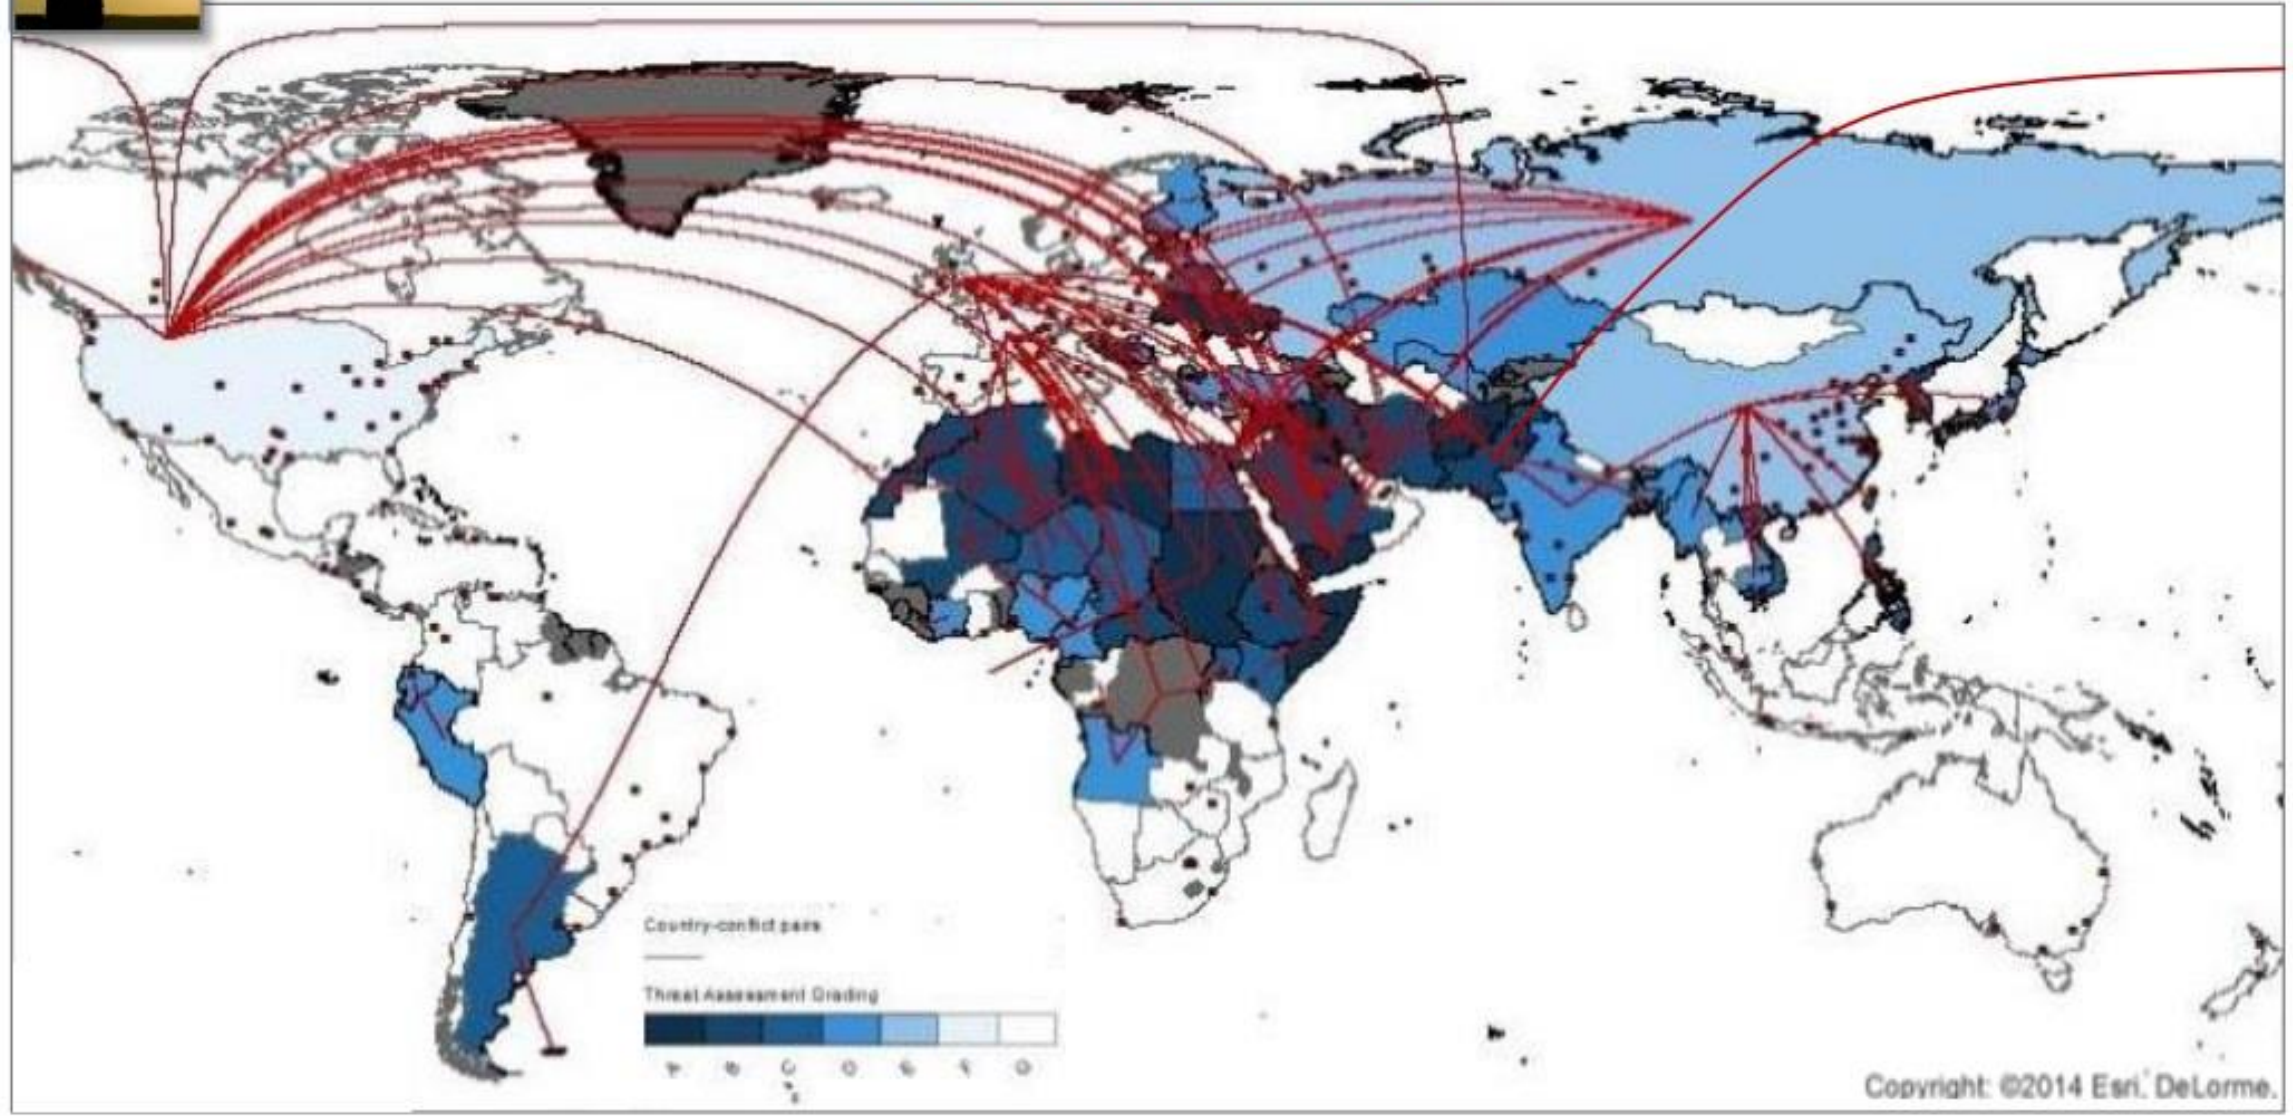 Country-conflict pairs
Threat Assessment Grading
A B C D E F G
Copyright: ©2014 Esri, DeLorme,